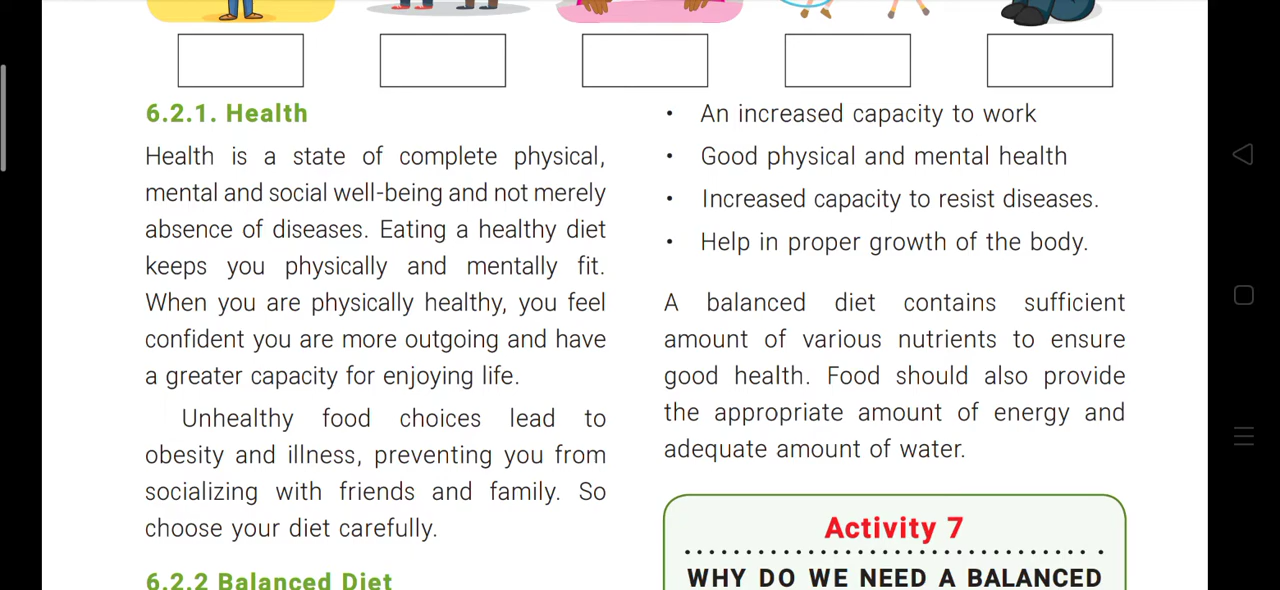 6.2.1. Health
Health is a state of complete physical,
mental and social well-being and not merely
absence of diseases. Eating a healthy diet
keeps you physically and mentally fit.
When you are physically healthy, you feel
confident you are more outgoing and have
a greater capacity for enjoying life.
Unhealthy food choices lead to
obesity and illness, preventing you from
socializing with friends and family. So
choose your diet carefully.
6.2.2 Balanced Diet
• An increased capacity to work
• Good physical and mental health
• Increased capacity to resist diseases.
• Help in proper growth of the body.
A balanced diet contains sufficient
amount of various nutrients to ensure
good health. Food should also provide
the appropriate amount of energy and
adequate amount of water.
Activity 7
WHY DO WE NEED A BALANCED